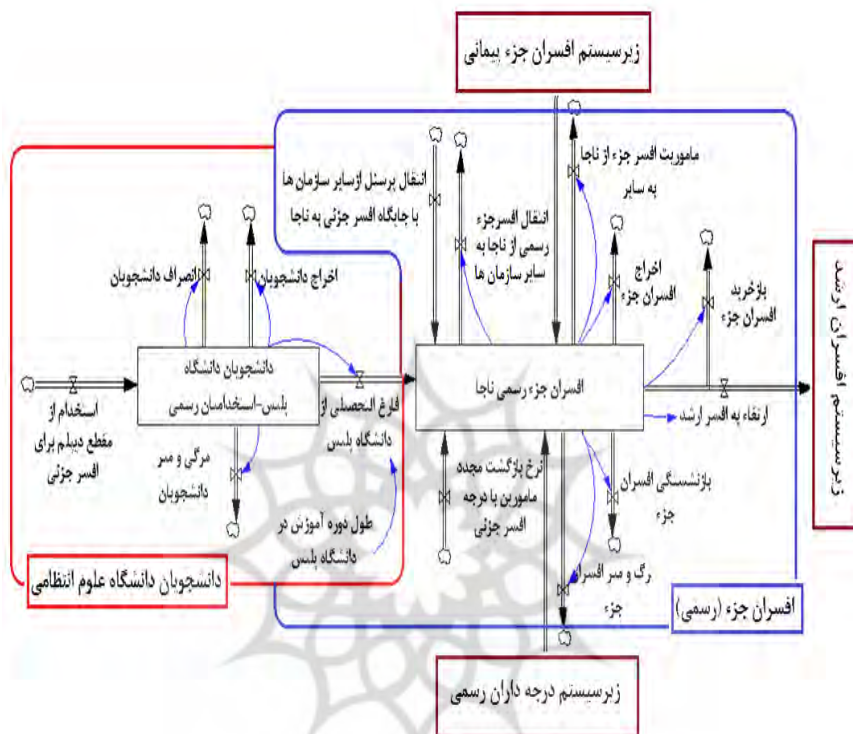 زیرسیستم افسران جزء پیمانی
انتقال پرسنل از سایر سازمان ها
با جایگاه افسر جزئی به ناجا
انتقال افسرجزء
رسمی از ناجا به
سایر سازمان ها
ماموریت افسر جزء از ناجا
به سایر
اخراج
افسران جزء
بازخرید
افسران جزء
زیرسیستم افسران ارشد
انصراف دانشجویان
اخراج دانشجویان
دانشجویان دانشگاه
پلیس-استخدامیان رسمی
افسران جزء رسمی ناجا
استخدام از
مقطع دیپلم برای
افسر جزئی
فارغ التحصیلی از
دانشگاه پلیس
ارتقاء به افسر ارشد
مرگی و میر
دانشجویان
نرخ بازگشت مجدد
مامورین با درجه
افسر جزئی
بازنشستگی افسران
جزء
طول دوره آموزش در
دانشگاه پلیس
رگ و میر افسرا
جزء
دانشجویان دانشگاه علوم انتظامی
افسران جزء (رسمی)
زیرسیستم درجه داران رسمی